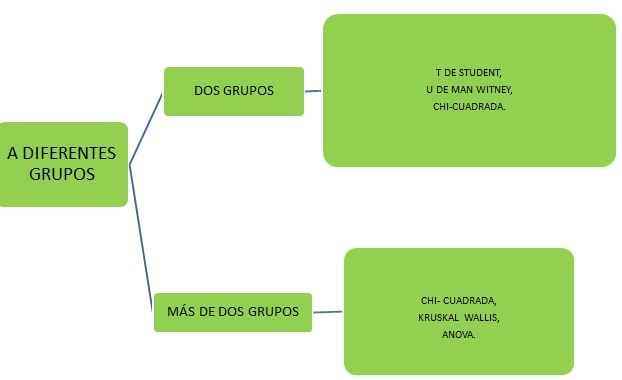 A DIFERENTES
GRUPOS
DOS GRUPOS
T DE STUDENT,
U DE MAN WITNEY,
CHI-CUADRADA.
MÁS DE DOS GRUPOS
CHI- CUADRADA,
KRUSKAL WALLIS,
ANOVA.